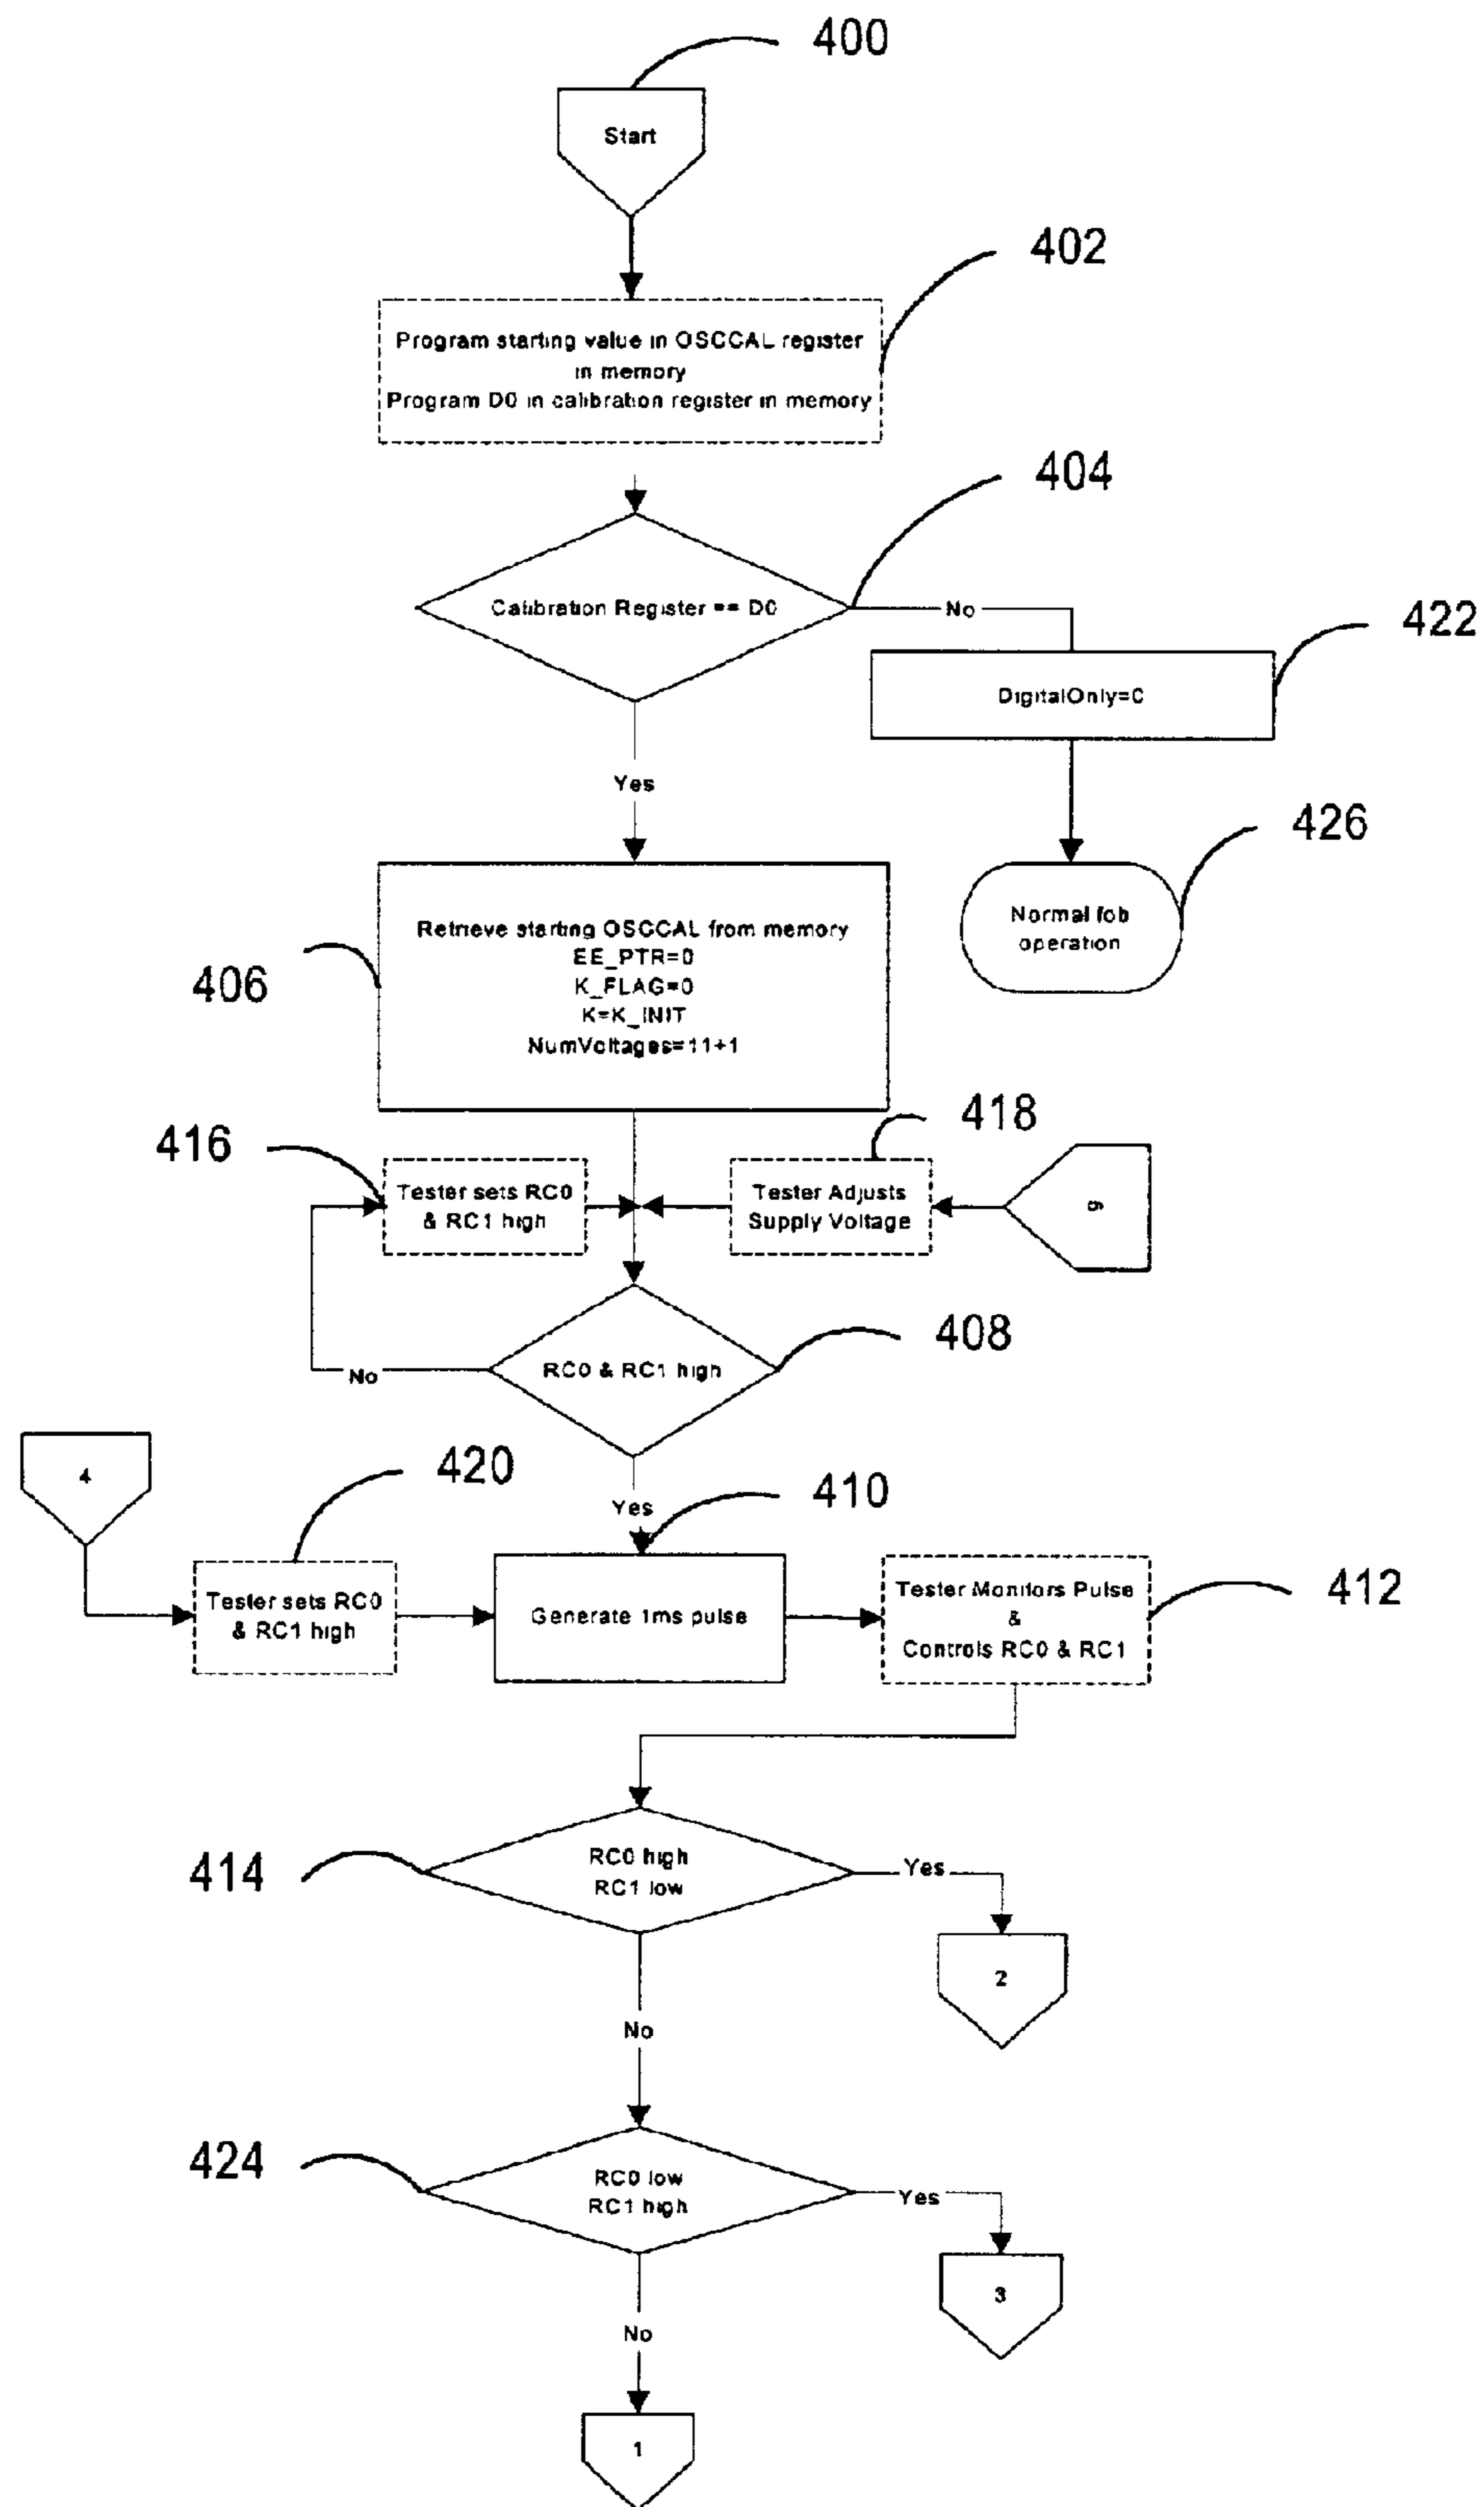 400
Start
402
Program starting value in OSCCAL register
in memory
Program D0 in calibration register in memory
404
Calibration Register == D0
No
422
DigitalOnly=0
Yes
426
Normal fob
operation
406
Retrieve starting OSCCAL from memory
EE_PTR=0
K_FLAG=0
K=K_INIT
NumVoltages=11+1
416
Tester sets RC0
& RC1 high
418
Tester Adjusts
Supply Voltage
408
RC0 & RC1 high
No
4
420
Yes
410
Tester sets RC0
& RC1 high
Generate 1ms pulse
Tester Monitors Pulse
&
Controls RC0 & RC1
412
414
RC0 high
RC1 low
Yes
2
No
424
RC0 low
RC1 high
Yes
3
No
1